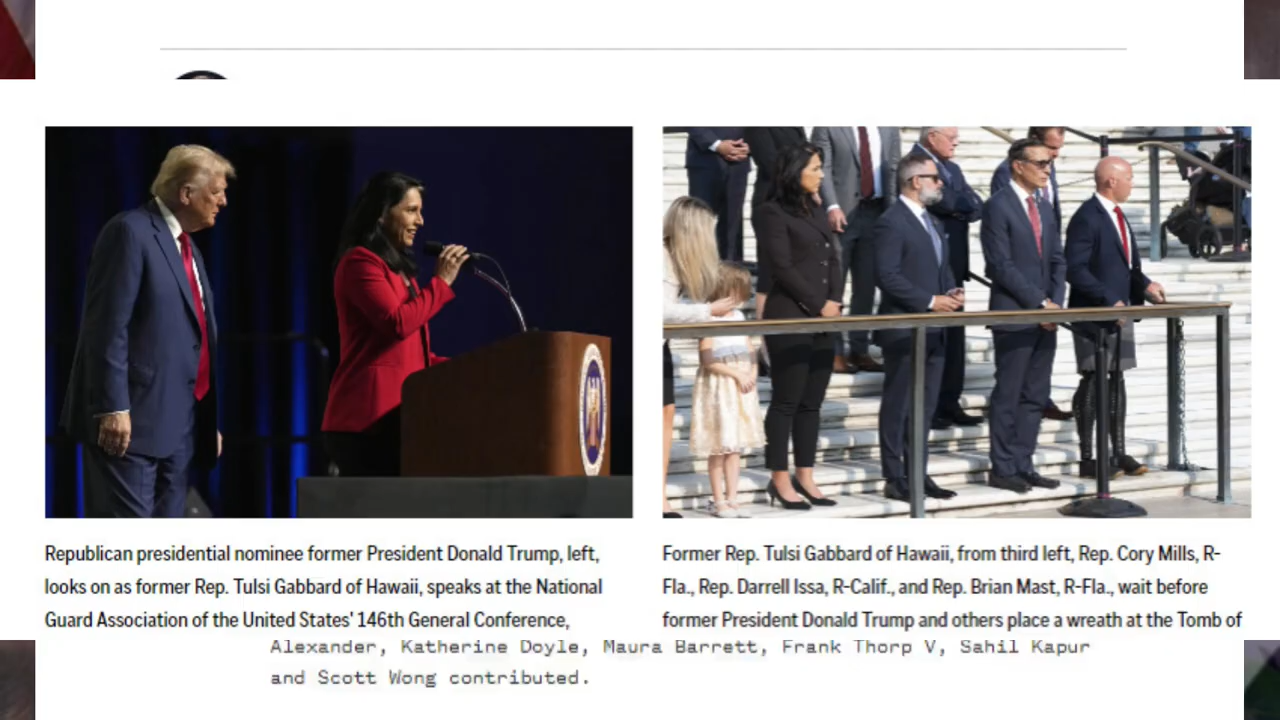 Republican presidential nominee former President Donald Trump, left,
looks on as former Rep. Tulsi Gabbard of Hawaii, speaks at the National
Guard Association of the United States' 146th General Conference,
Former Rep. Tulsi Gabbard of Hawaii, from third left, Rep. Cory Mills, R-
Fla., Rep. Darrell Issa, R-Calif., and Rep. Brian Mast, R-Fla., wait before
former President Donald Trump and others place a wreath at the Tomb of
Alexander, Katherine Doyle, Maura Barrett, Frank Thorp V, Sahil Kapur
and Scott Wong contributed.